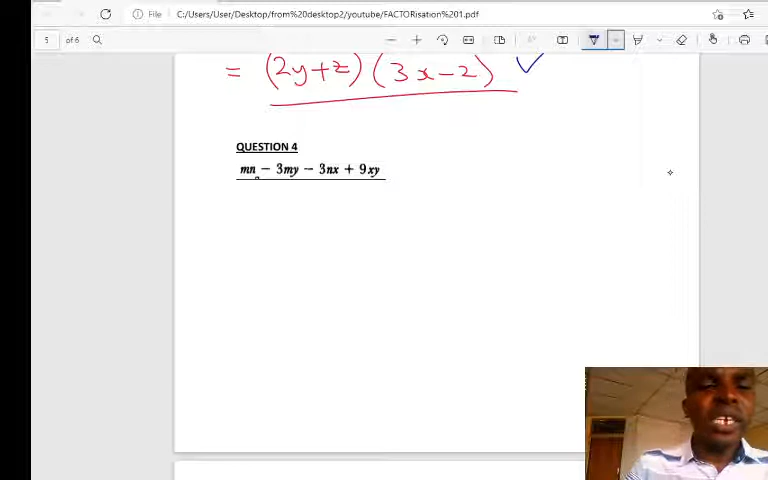 File C:/Users/User/Desktop/from%20desktop2/youtube/FACTORisation%201.pdf
5 of 6
= (2y+z) (3x-2) ✓
QUESTION 4
mn − 3my − 3nx + 9xy